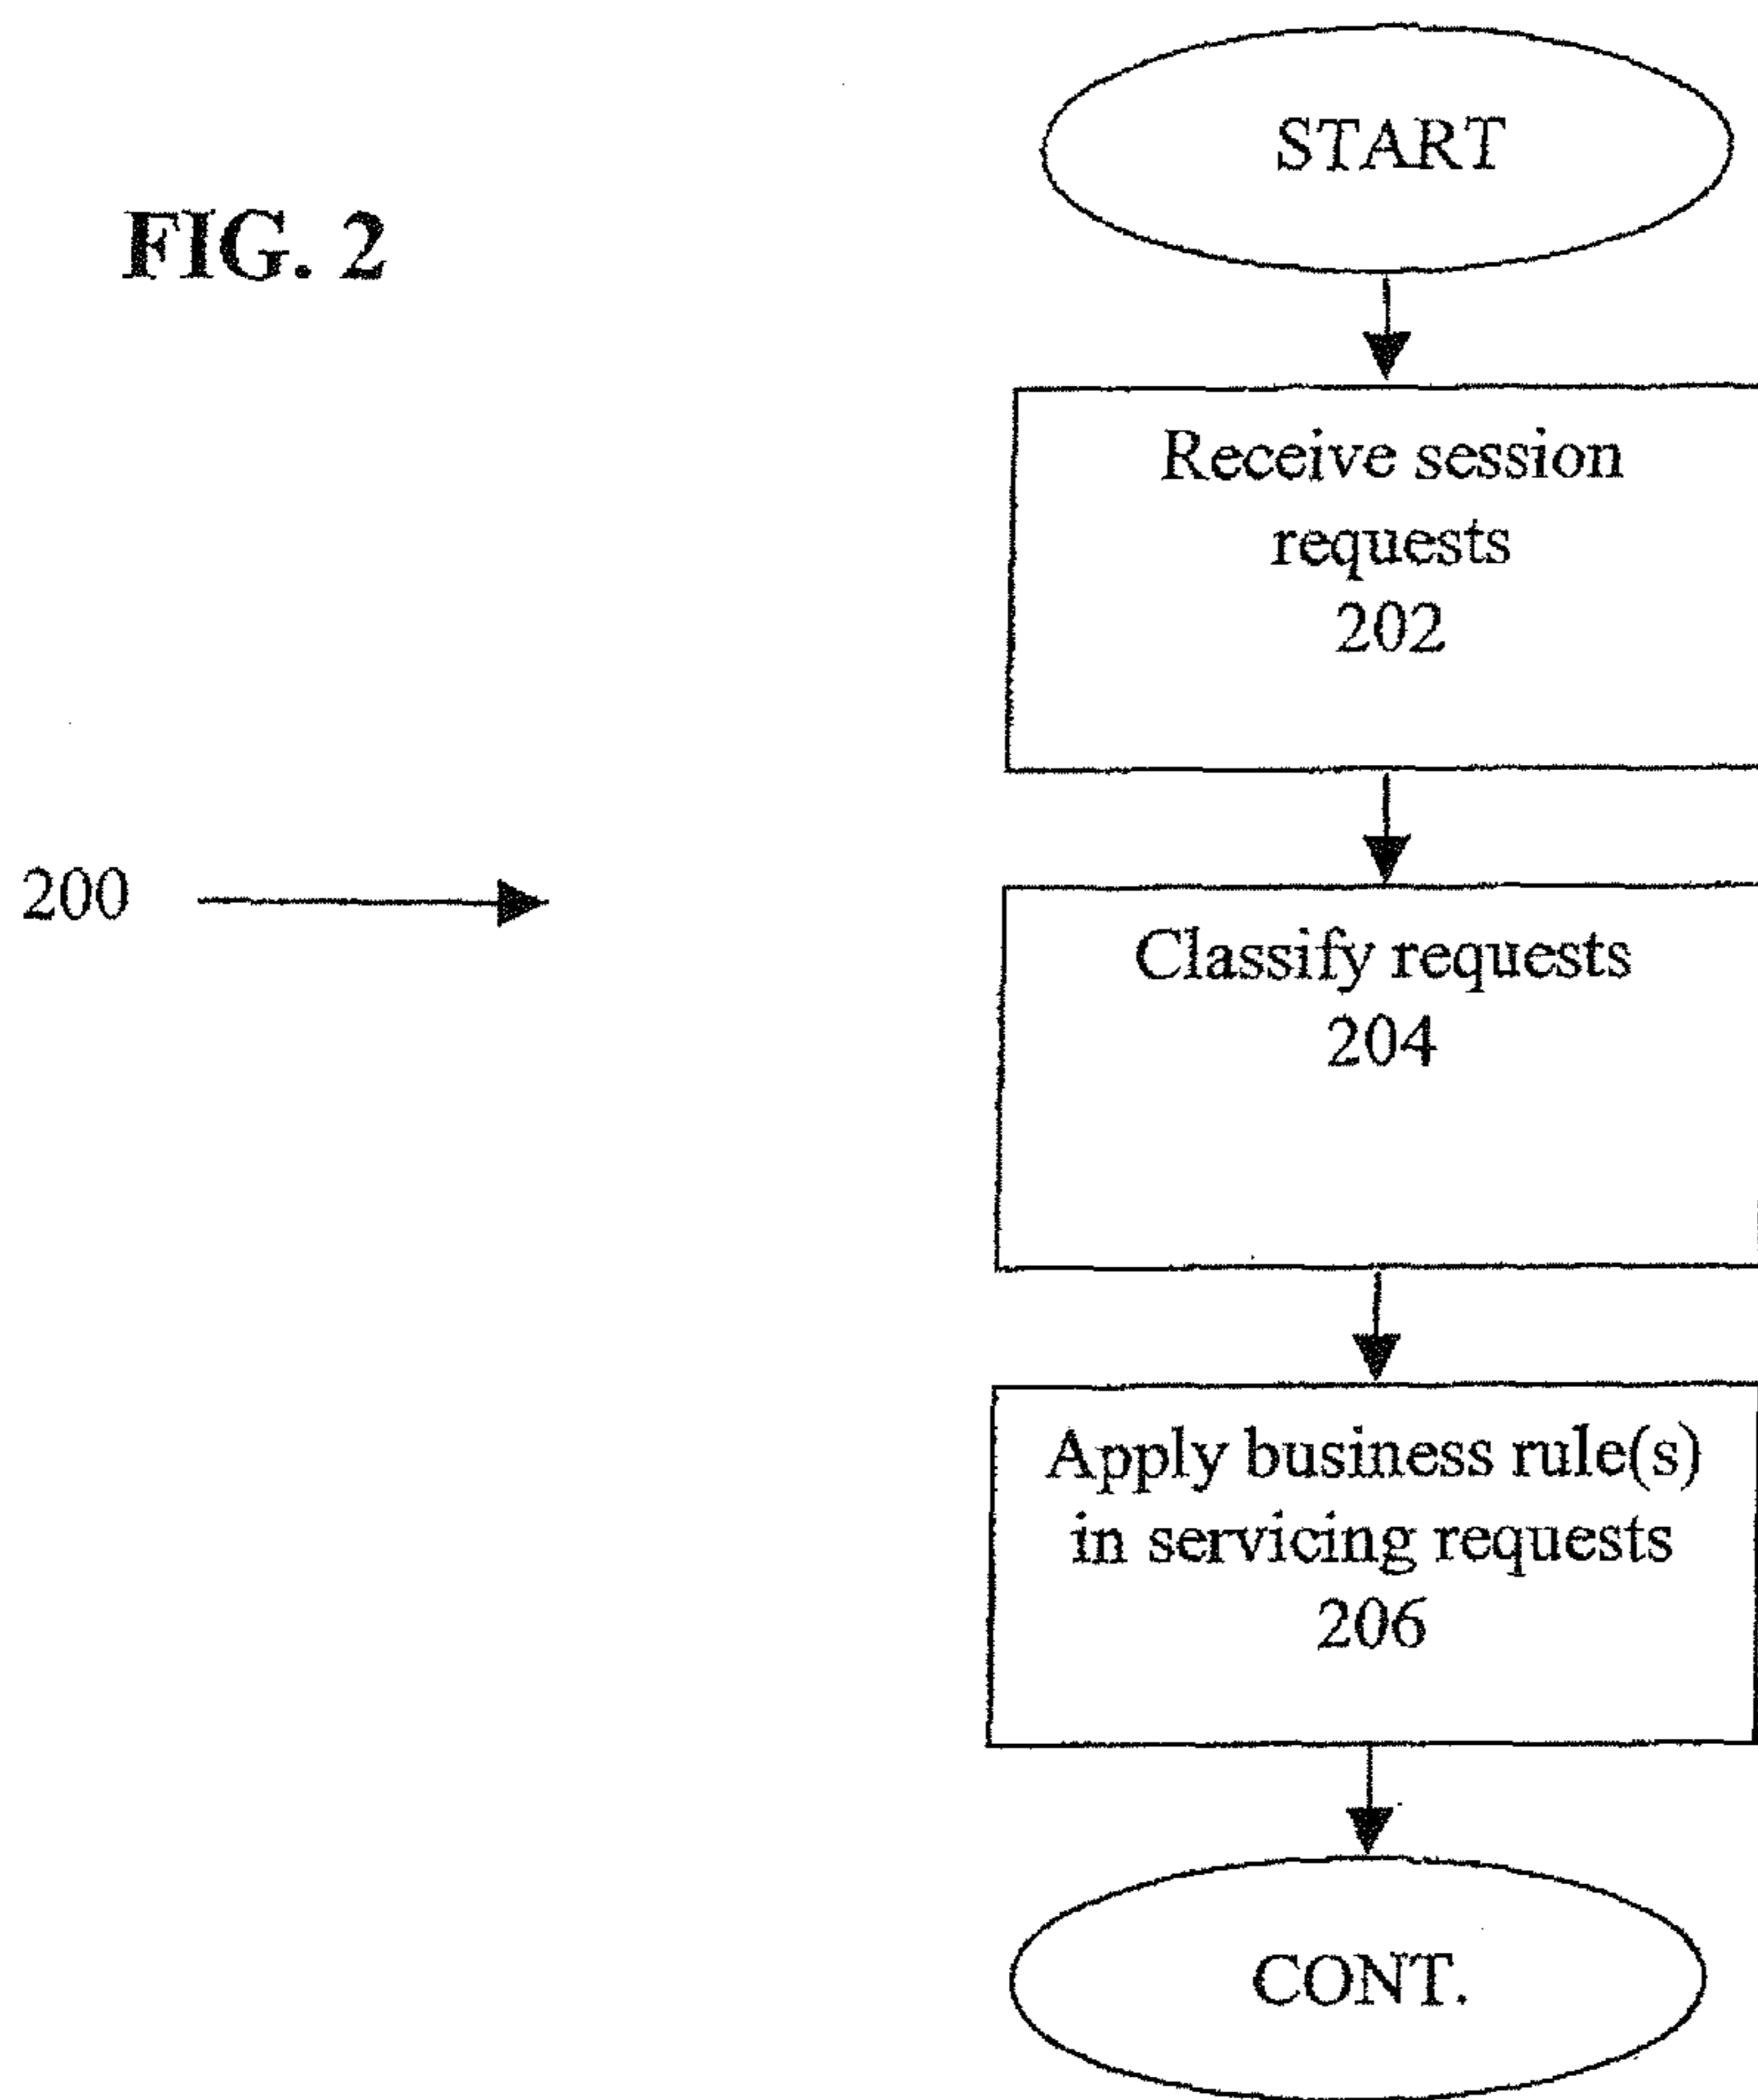 FIG. 2
START
Receive session
requests
202
200
Classify requests
204
Apply business rule(s)
in servicing requests
206
CONT.